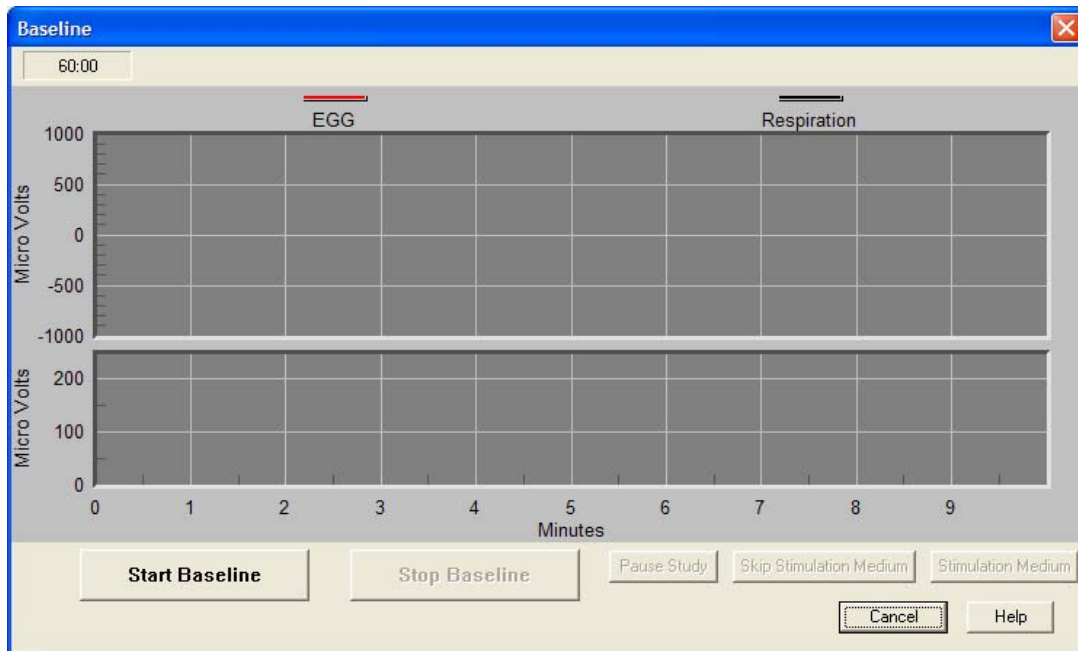 Baseline
60:00
EGG Respiration
Micro Volts
1000
500
0
-500
-1000
Micro Volts
200
100
0
0 1 2 3 4 5 6 7 8 9
Minutes
Start Baseline Stop Baseline Pause Study Skip Stimulation Medium Stimulation Medium
Cancel Help